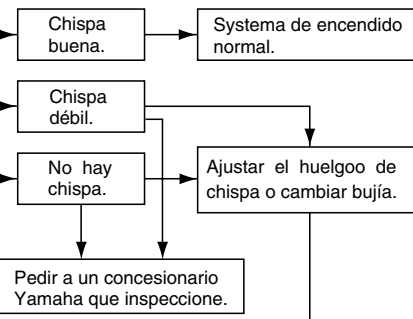 Chispa
buena.
Systema de encendido
normal.
Chispa
débil.
No hay
chispa.
Ajustar el huelgoo de
chispa o cambiar bujía.
Pedir a un concesionario
Yamaha que inspeccione.